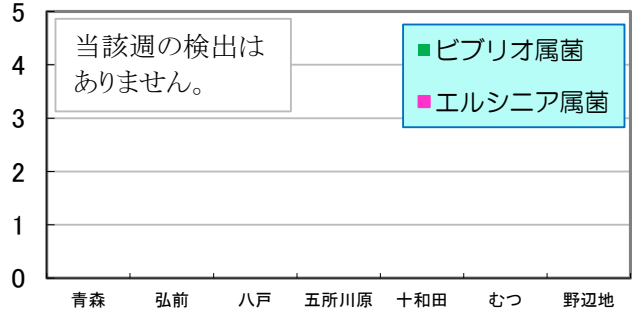 5
4
3
2
1
0
当該週の検出は
ありません。
■ビブリオ属菌
■エルシニア属菌
青森 弘前 八戸 五所川原 十和田 むつ 野辺地